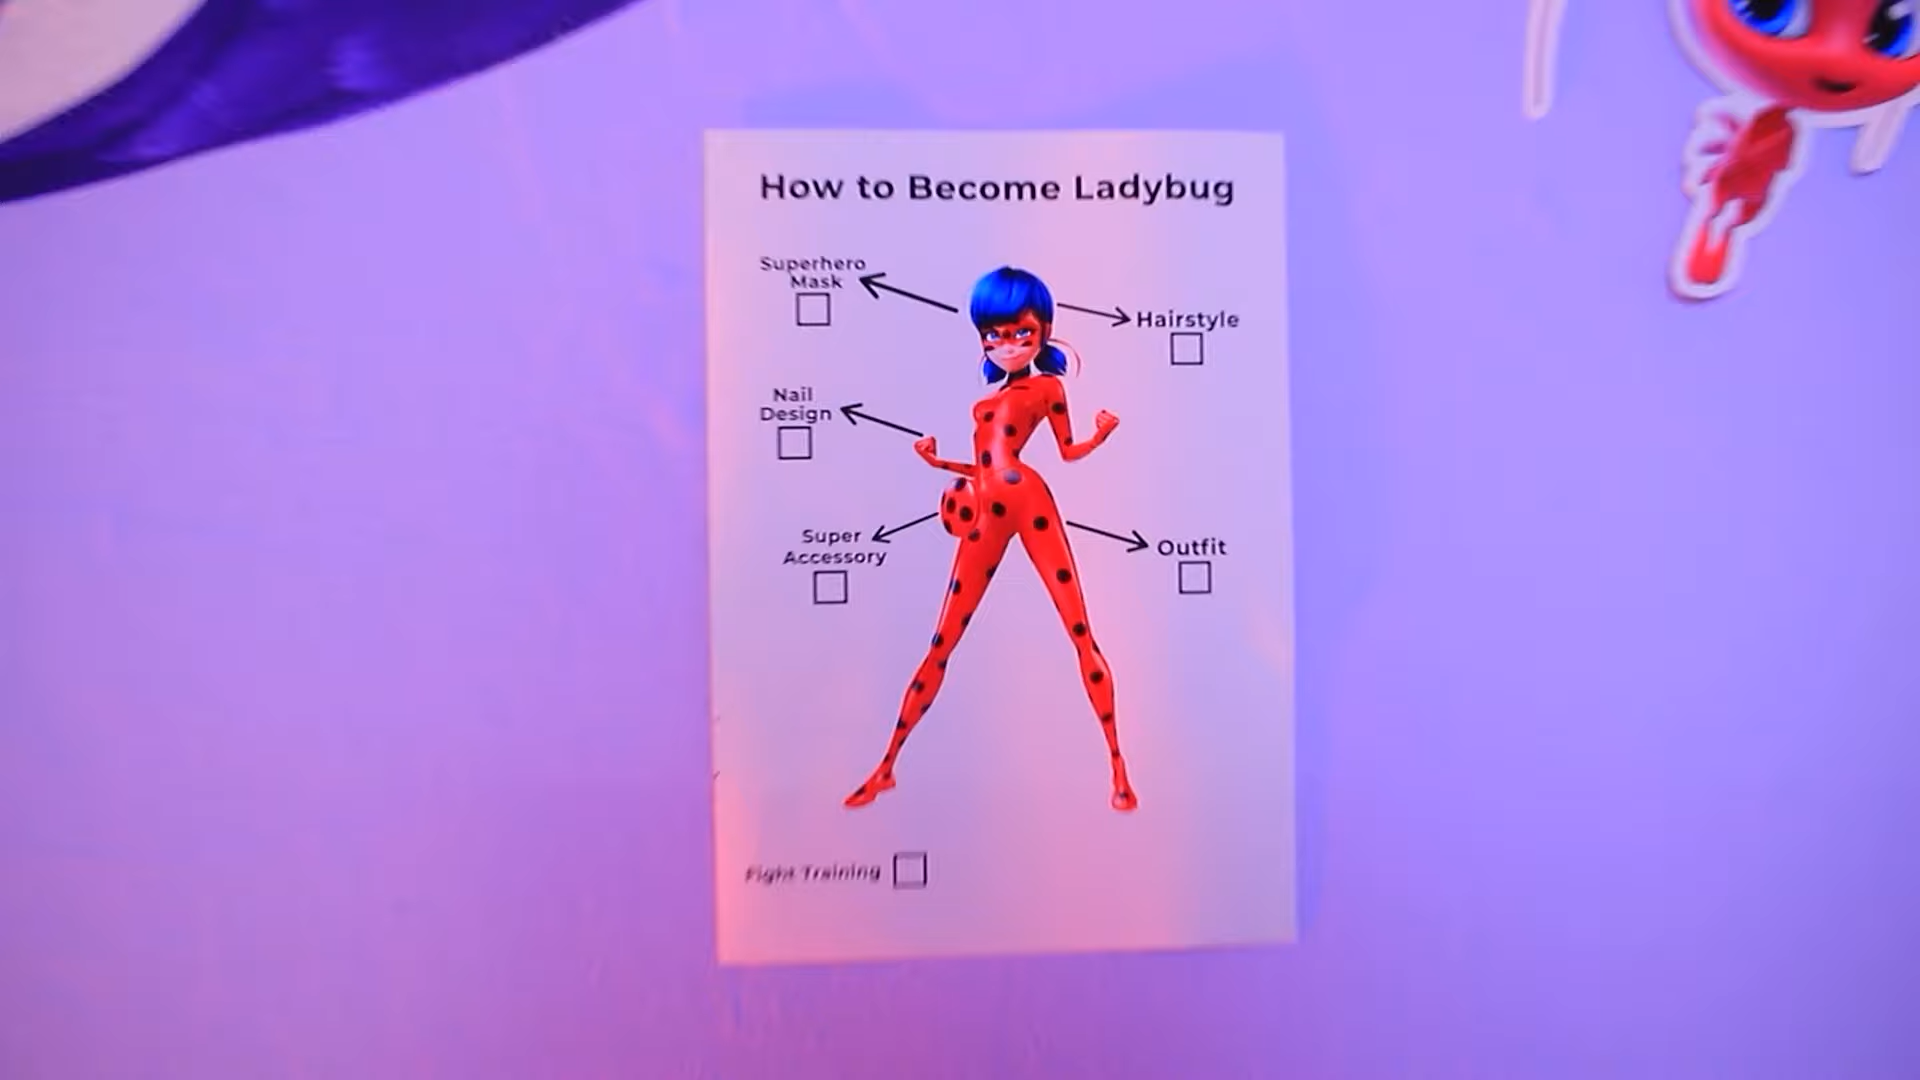 How to Become Ladybug
Superhero
Mask
Hairstyle
Nail
Design
Super
Accessory
Outfit
Fight Training